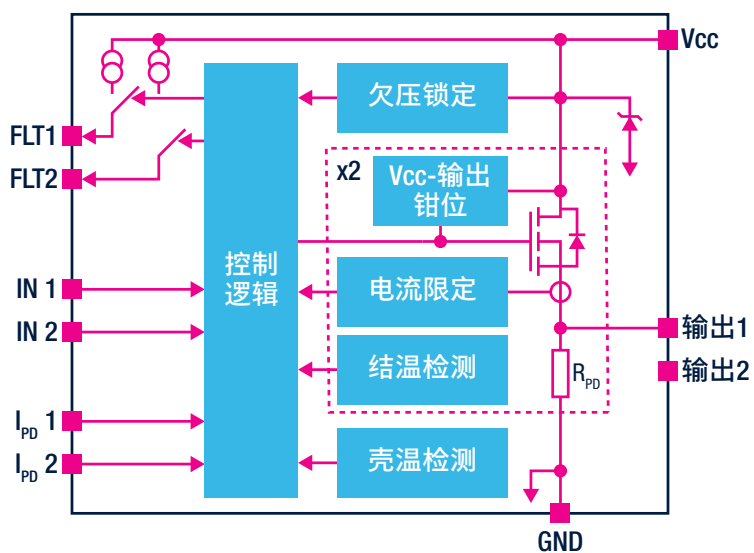 Vcc
欠压锁定
FLT1
FLT2
x2
Vcc-输出
钳位
控制
逻辑
IN 1
IN 2
电流限定
输出1
输出2
结温检测
RPD
IPD 1
IPD 2
壳温检测
GND